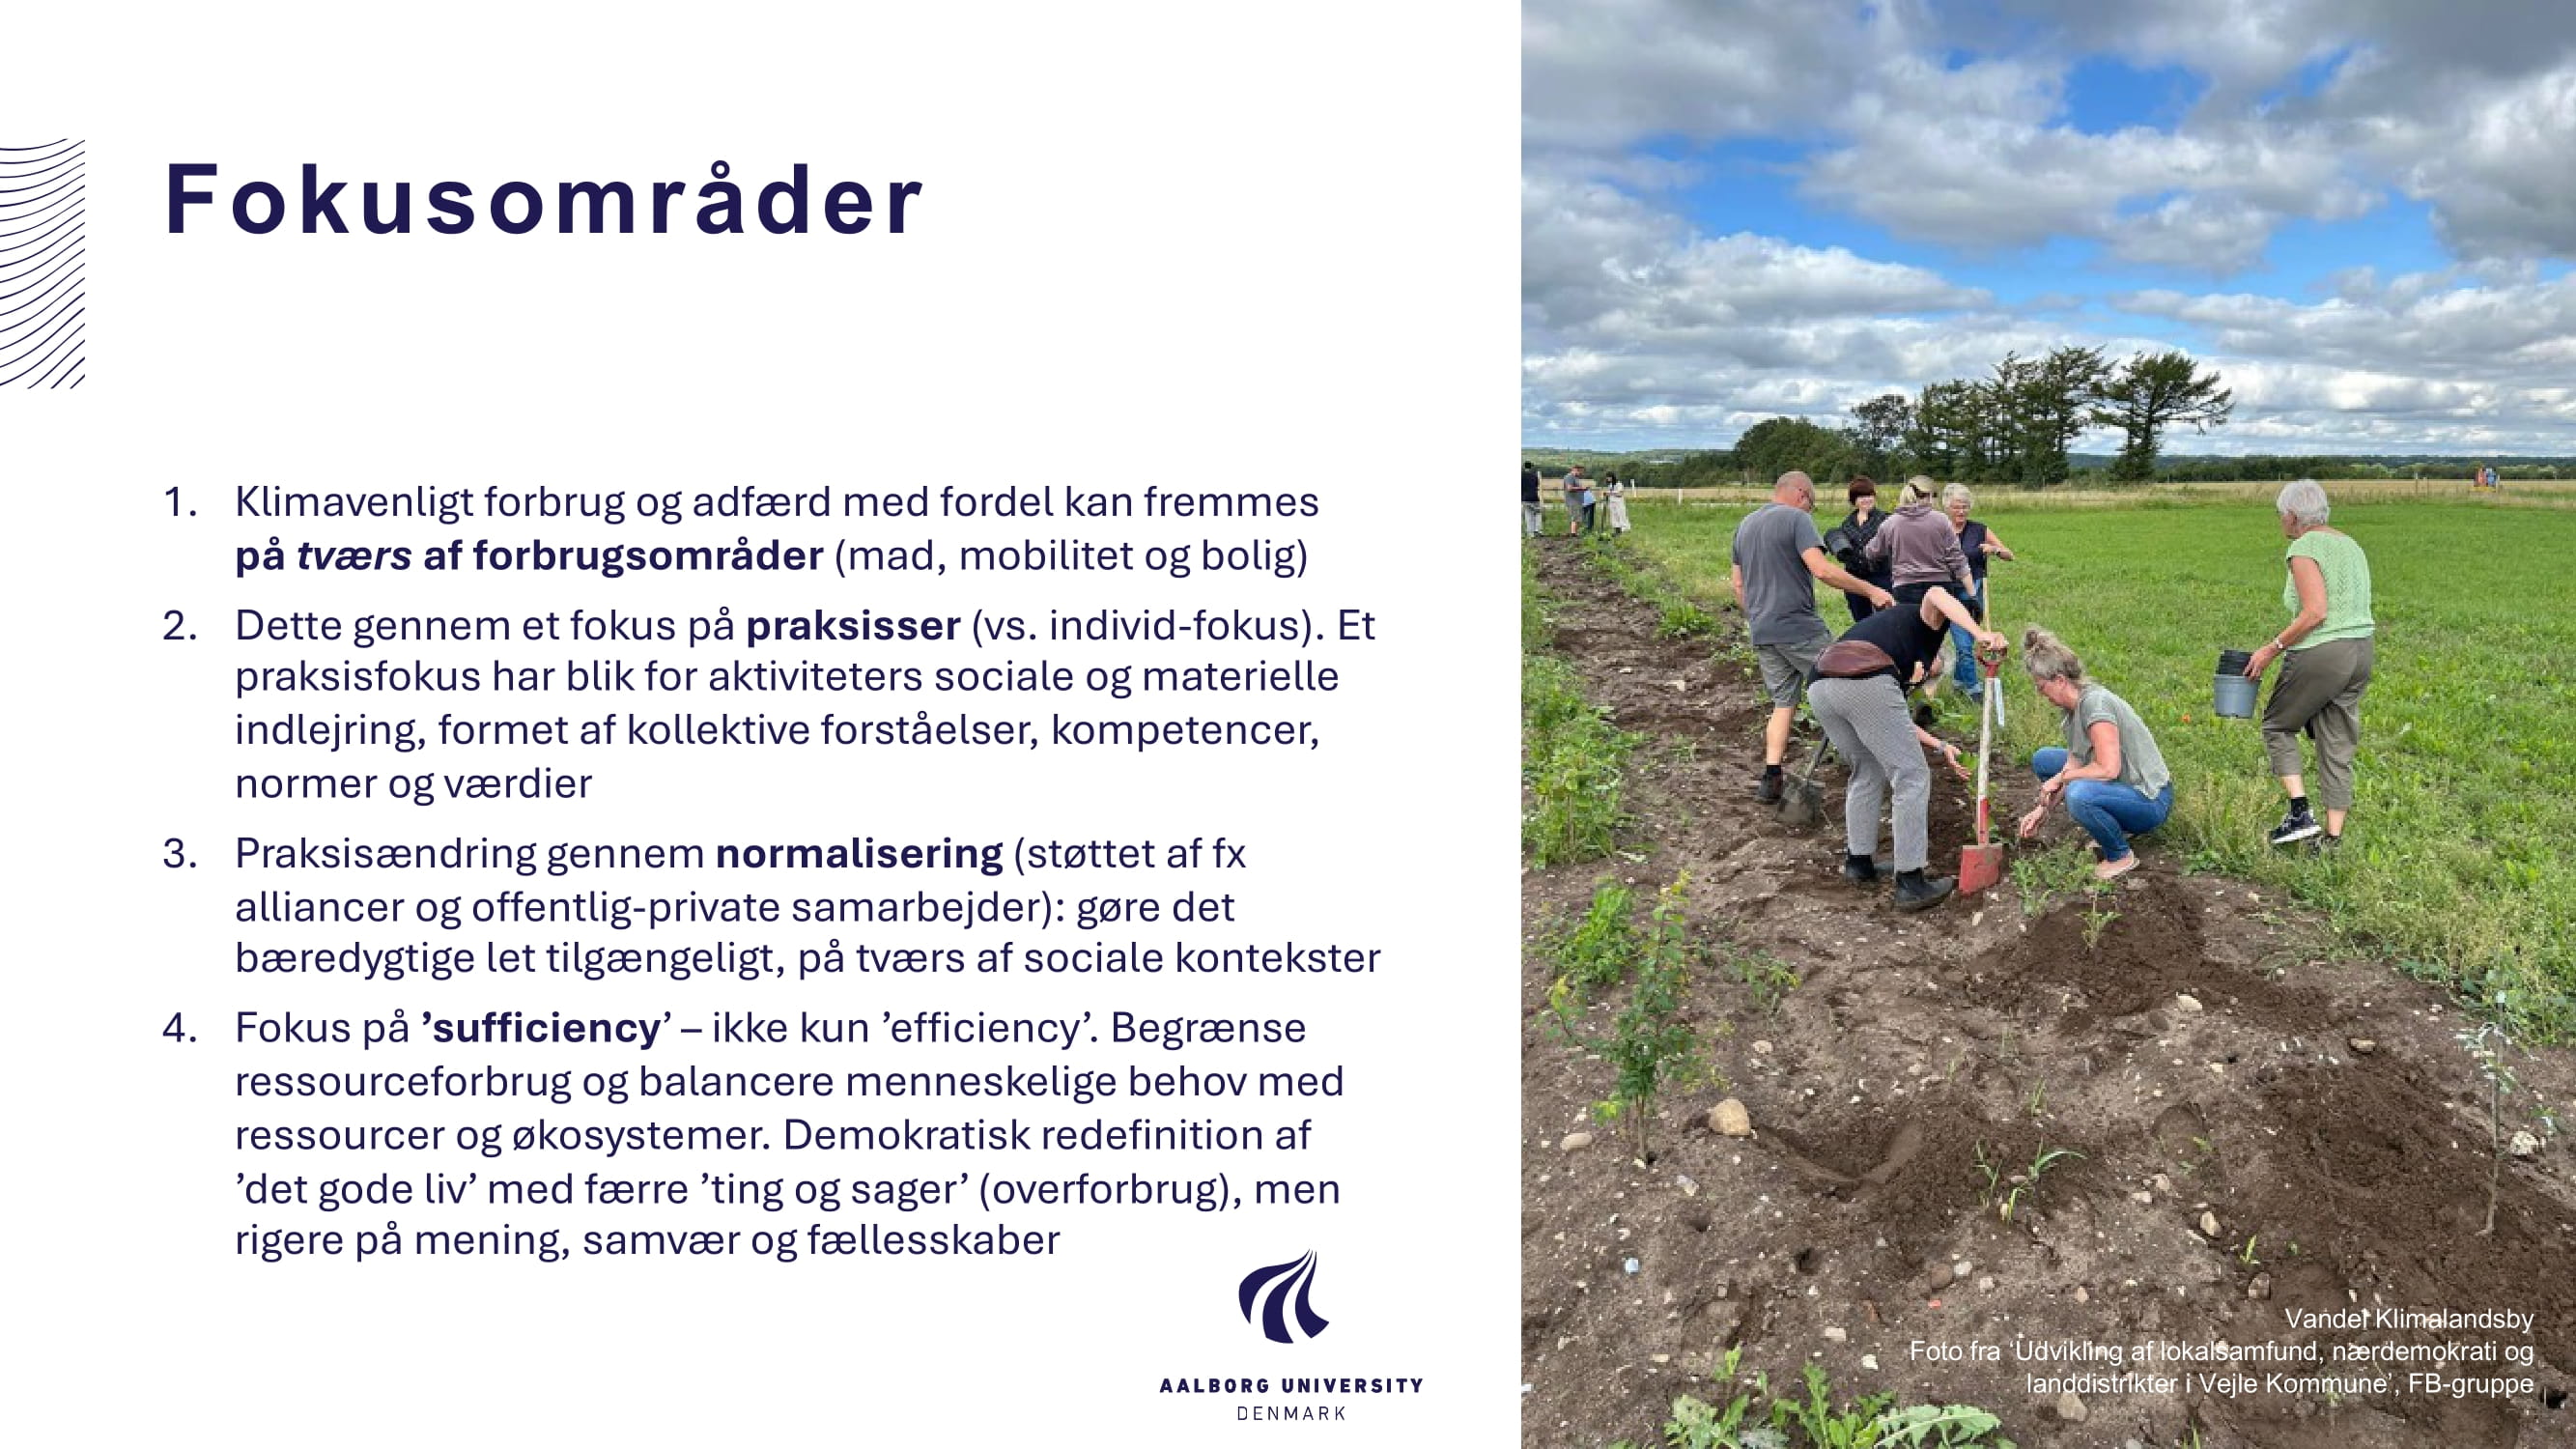 Fokusområder
1. Klimavenligt forbrug og adfærd med fordel kan fremmes
på tværs af forbrugsområder (mad, mobilitet og bolig)
2. Dette gennem et fokus på praksisser (vs. individ-fokus). Et
praksisfokus har blik for aktiviteters sociale og materielle
indlejring, formet af kollektive forståelser, kompetencer,
normer og værdier
3. Praksisændring gennem normalisering (støttet af fx
alliancer og offentlig-private samarbejder): gøre det
bæredygtige let tilgængeligt, på tværs af sociale kontekster
4. Fokus på ’sufficiency’ – ikke kun ’efficiency’. Begrænse
ressourceforbrug og balancere menneskelige behov med
ressourcer og økosystemer. Demokratisk redefinition af
’det gode liv’ med færre ’ting og sager’ (overforbrug), men
rigere på mening, samvær og fællesskaber
AALBORG UNIVERSITY
DENMARK
Vandel Klimalandsby
Foto fra ‘Udvikling af lokalsamfund, nærdemokrati og
landdistrikter i Vejle Kommune’, FB-gruppe